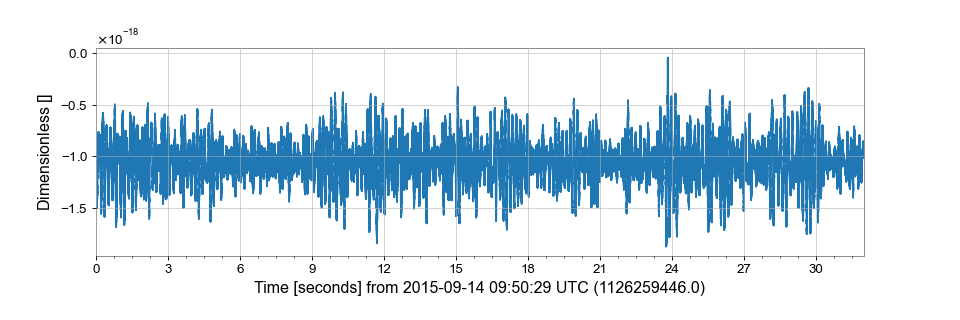 ×10⁻¹⁸
0.0
−0.5
−1.0
−1.5
Dimensionless []
0 3 6 9 12 15 18 21 24 27 30
Time [seconds] from 2015-09-14 09:50:29 UTC (1126259446.0)